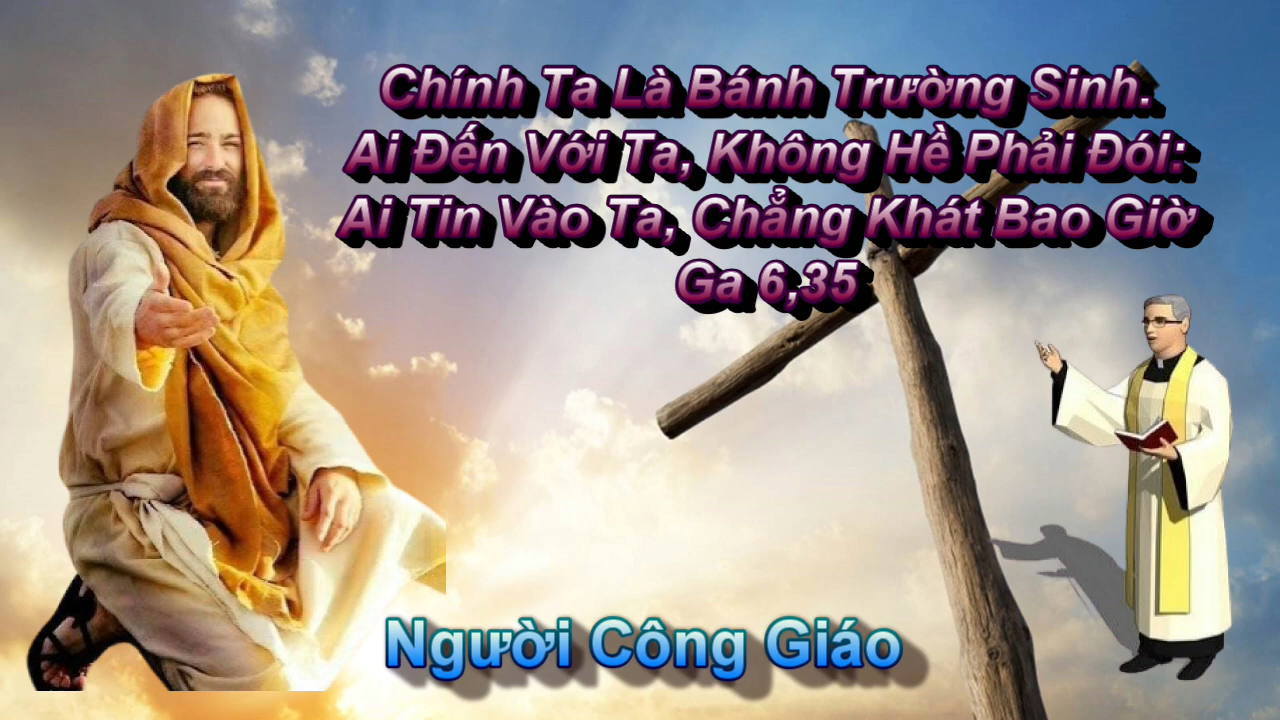 Chính Ta Là Bánh Trường Sinh.
Ai Đến Với Ta, Không Hề Phải Đói:
Ai Tin Vào Ta, Chẳng Khát Bao Giờ
Ga 6,35
Người Công Giáo